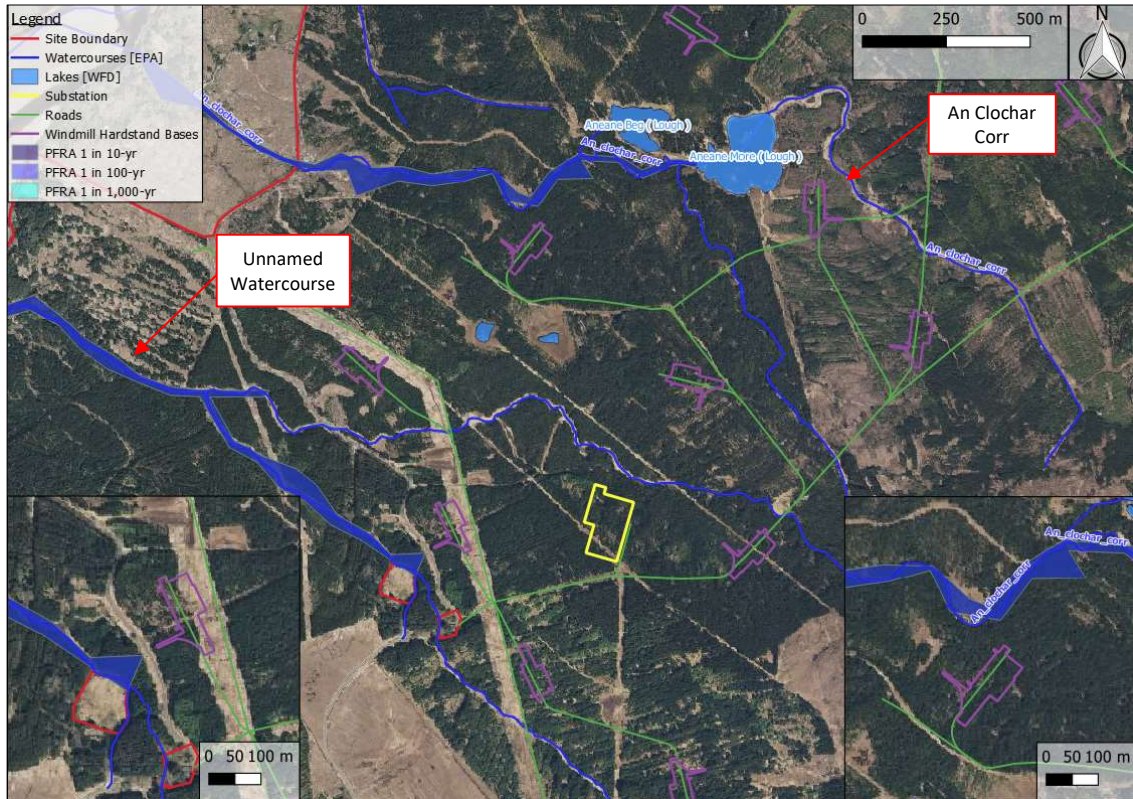 Legend
Site Boundary
Watercourses [EPA]
Lakes [WFD]
Substation
Roads
Windmill Hardstand Bases
PFRA 1 in 10-yr
PFRA 1 in 100-yr
PFRA 1 in 1,000-yr
0 250 500 m
N
An Clochar
Corr
An_clochar_corr
Aneane Beg (Lough)
An_clochar_corr
Aneane More (Lough)
An_clochar_corr
Unnamed
Watercourse
0 50 100 m
An_clochar_corr
An_clochar_corr
0 50 100 m